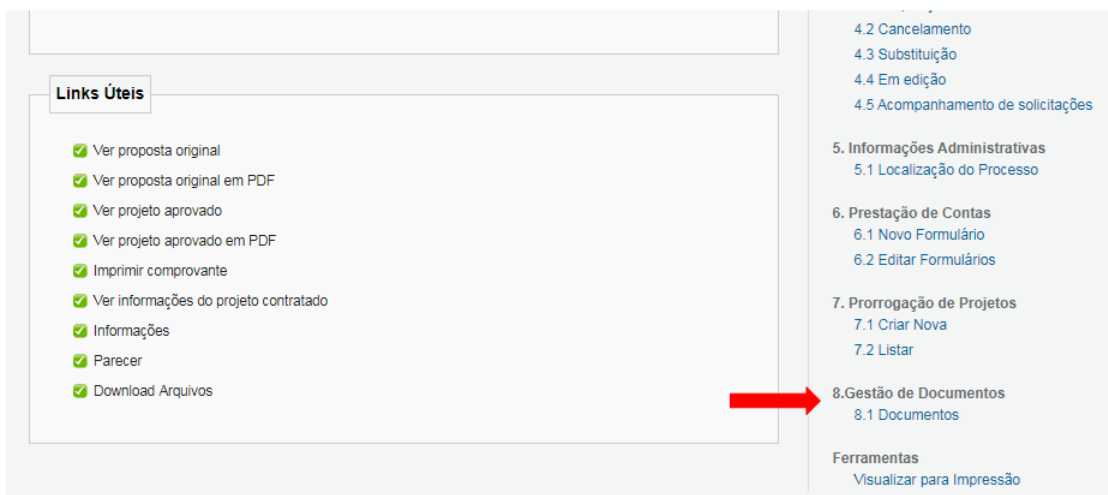 Links Úteis
Ver proposta original
Ver proposta original em PDF
Ver projeto aprovado
Ver projeto aprovado em PDF
Imprimir comprovante
Ver informações do projeto contratado
Informações
Parecer
Download Arquivos
4.2 Cancelamento
4.3 Substituição
4.4 Em edição
4.5 Acompanhamento de solicitações
5. Informações Administrativas
5.1 Localização do Processo
6. Prestação de Contas
6.1 Novo Formulário
6.2 Editar Formulários
7. Prorrogação de Projetos
7.1 Criar Nova
7.2 Listar
8.Gestão de Documentos
8.1 Documentos
Ferramentas
Visualizar para Impressão